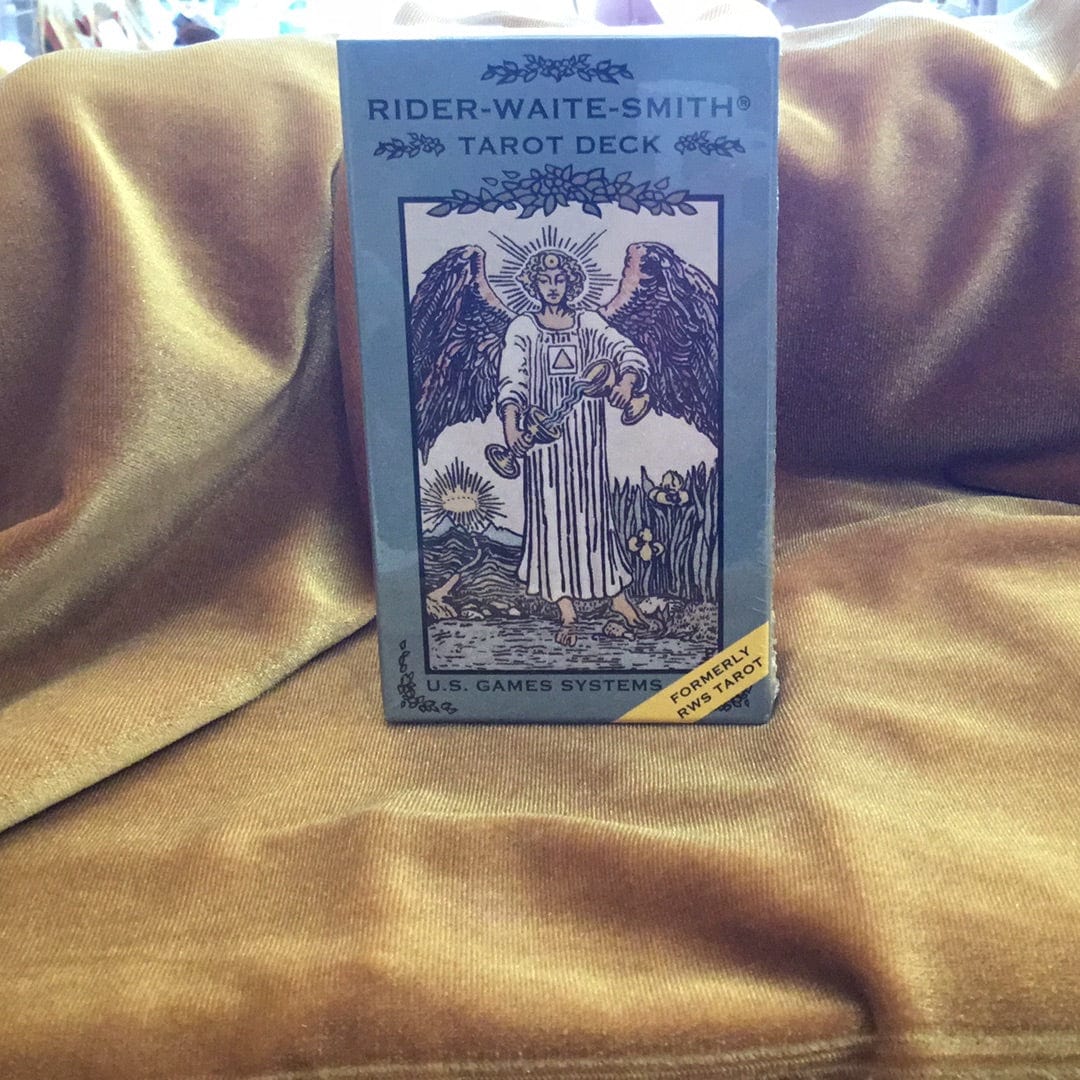 RIDER-WAITE-SMITH®
TAROT DECK
U.S. GAMES SYSTEMS
FORMERLY
RWS TAROT